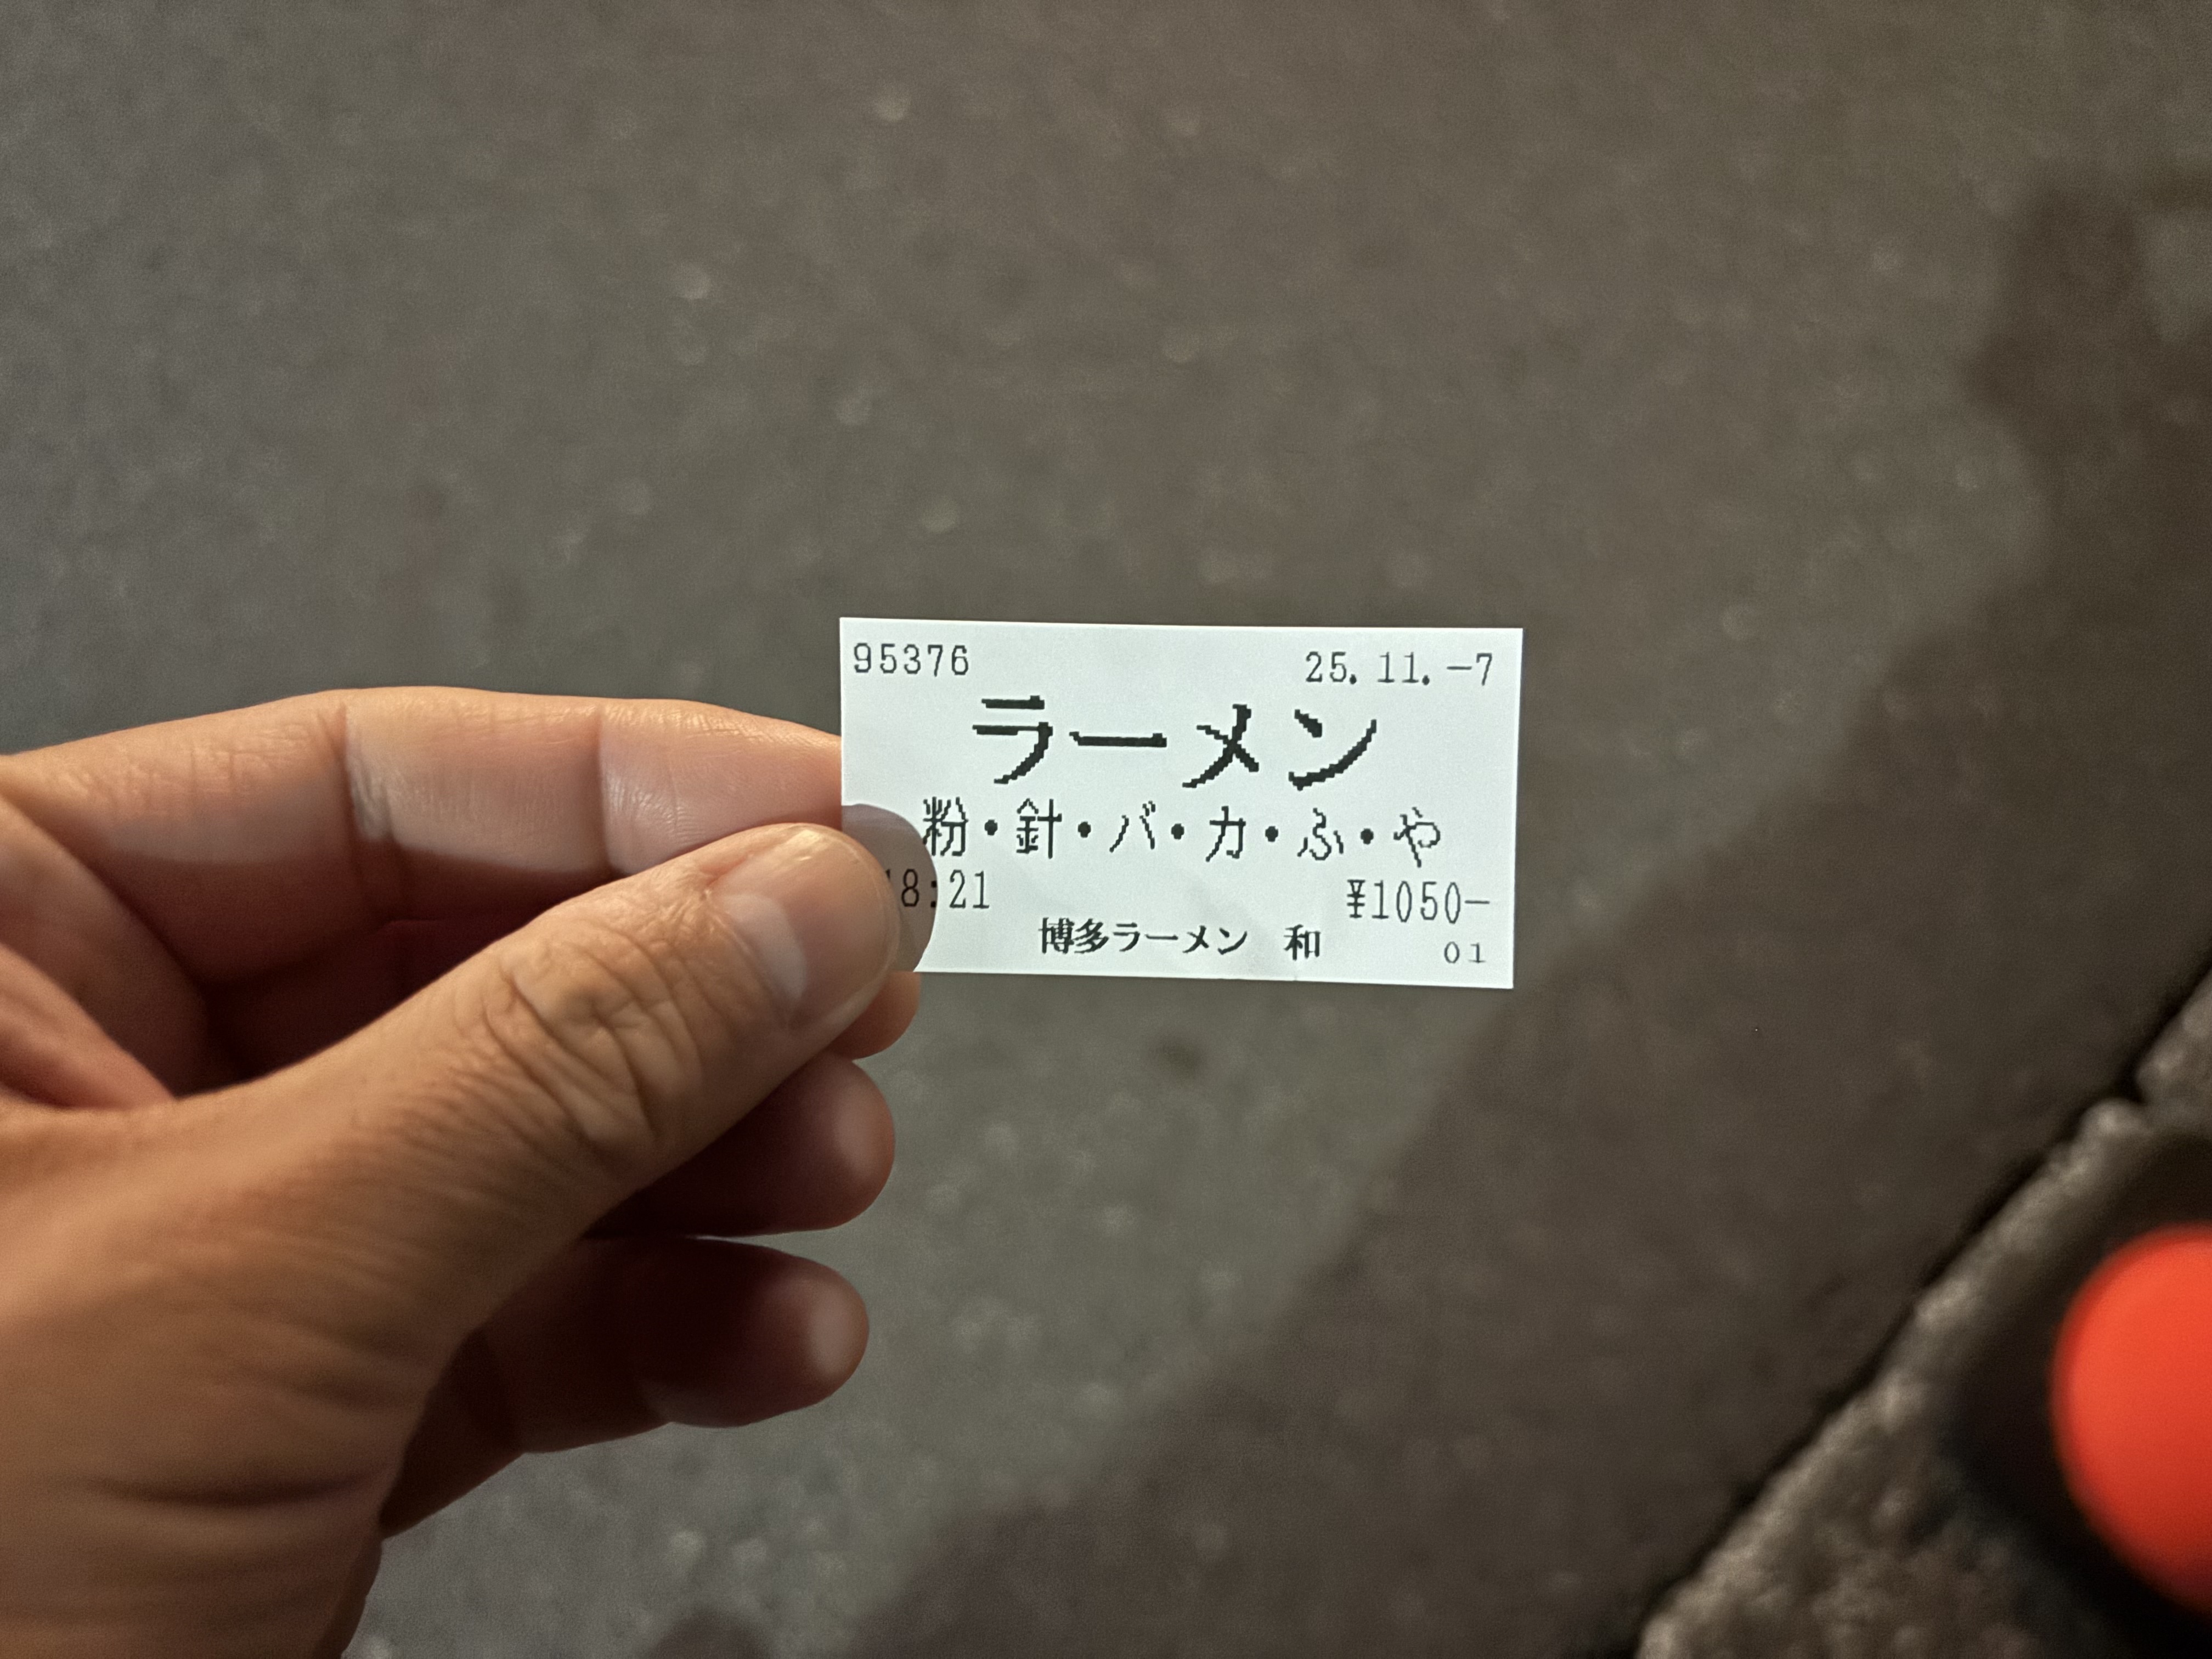 95376 25.11.-7
ラーメン
粉・針・バ・カ・ふ・や
18:21 ¥1050-
博多ラーメン 和 01